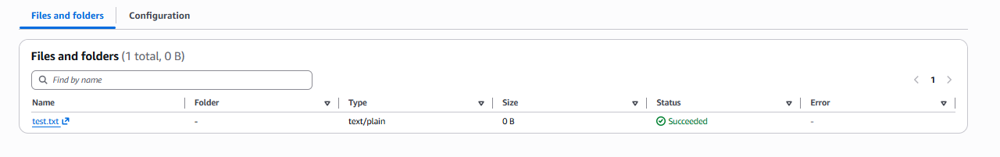 Files and folders Configuration
Files and folders (1 total, 0 B)
Find by name
1
Name Folder Type Size Status Error
test.txt - text/plain 0 B Succeeded -